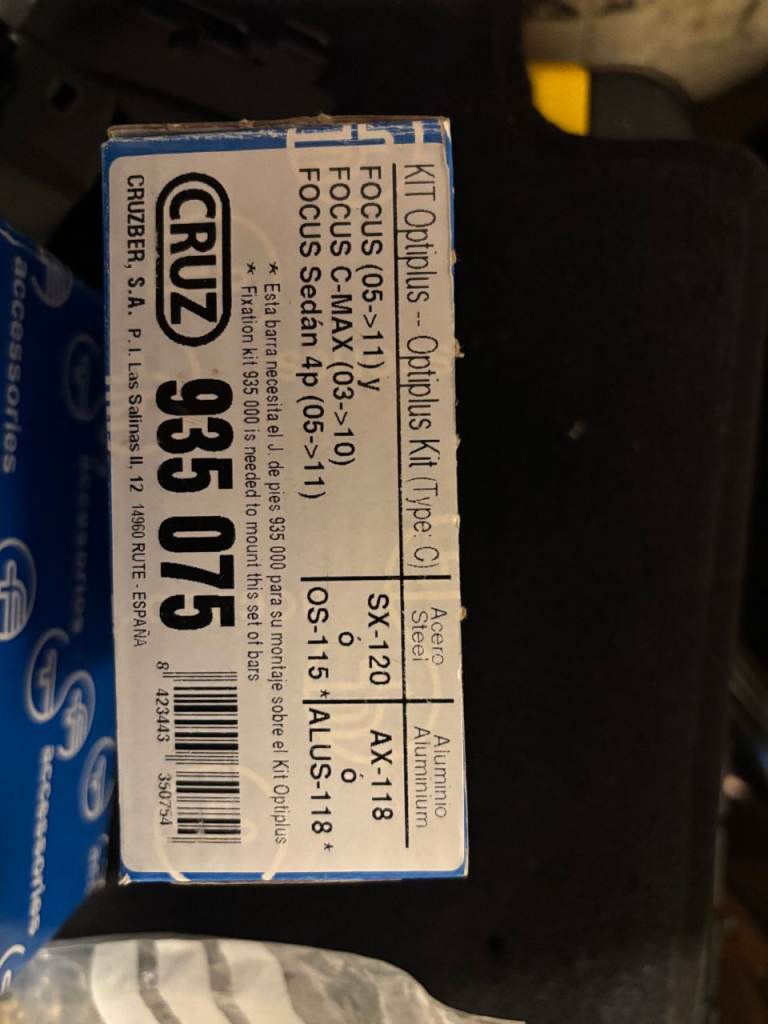 KIT Optiplus -- Optiplus Kit (Type: C)
Acero
Steel
Aluminio
Aluminium
FOCUS (05->11) y
FOCUS C-MAX (03->10)
FOCUS Sedán 4p (05->11)
SX-120
ó
OS-115 *
AX-118
ó
ALUS-118 *
* Esta barra necesita el J. de pies 935 000 para su montaje sobre el Kit Optiplus
* Fixation kit 935 000 is needed to mount this set of bars
CRUZ 935 075
8 423443 350754
CRUZBER, S.A. P. I. Las Salinas II, 12 14960 RUTE - ESPAÑA
accessories
accessories
accessories